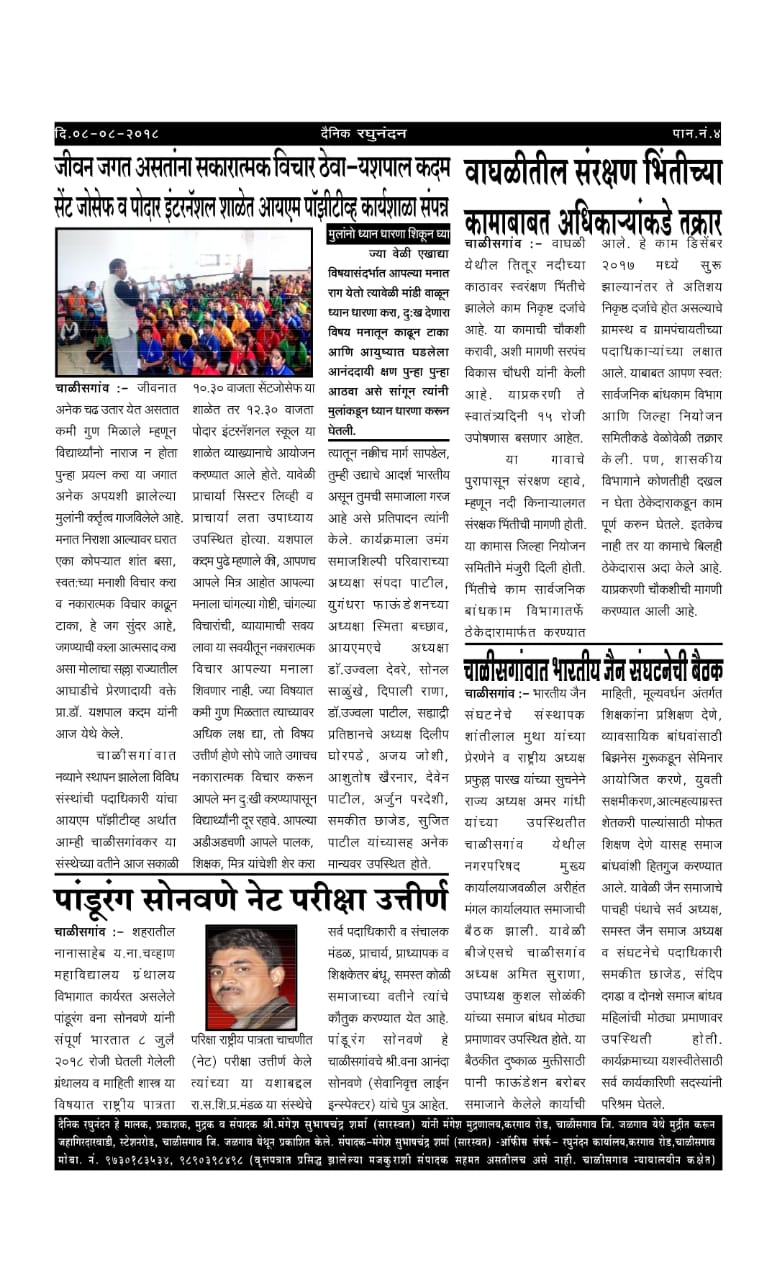 दि.०८-०८-२०१८ दैनिक रघुनंदन पान.नं.४
जीवन जगत असतांना सकारात्मक विचार ठेवा-यशपाल कदम
सेंट जोसेफ व पोदार इंटरनॅशल शाळेत आयएम पॉझीटीव्ह कार्यशाळा संपन्न
चाळीसगांव :- जीवनात
अनेक चढ उतार येत असतात
कमी गुण मिळाले म्हणून
विद्यार्थ्यांनो नाराज न होता
पुन्हा प्रयत्न करा या जगात
अनेक अपयशी झालेल्या
मुलांनी कर्तृत्व गाजविलेले आहे.
मनात निराशा आल्यावर घरात
एका कोपऱ्यात शांत बसा,
स्वत:च्या मनाशी विचार करा
व नकारात्मक विचार काढून
टाका, हे जग सुंदर आहे,
जगण्याची कला आत्मसाद करा
असा मोलाचा सल्ला राज्यातील
आघाडीचे प्रेरणादायी वक्ते
प्रा.डॉ. यशपाल कदम यांनी
आज येथे केले.
चाळीसगांवात
नव्याने स्थापन झालेला विविध
संस्थांची पदाधिकारी यांचा
आयएम पॉझीटीव्ह अर्थात
आम्ही चाळीसगांवकर या
संस्थेच्या वतीने आज सकाळी
१०.३० वाजता सेंटजोसेफ या
शाळेत तर १२.३० वाजता
पोदार इंटरनॅशनल स्कूल या
शाळेत व्याख्यानाचे आयोजन
करण्यात आले होते. यावेळी
प्राचार्या सिस्टर लिव्ही व
प्राचार्या लता उपाध्याय
उपस्थित होत्या. यशपाल
कदम पुढे म्हणाले की, आपणच
आपले मित्र आहोत आपल्या
मनाला चांगल्या गोष्टी, चांगल्या
विचारांची, व्यायामाची सवय
लावा या सवयीतून नकारात्मक
विचार आपल्या मनाला
शिवणार नाही. ज्या विषयात
कमी गुण मिळतात त्याच्यावर
अधिक लक्ष द्या, तो विषय
उत्तीर्ण होणे सोपे जाते उगाचच
नकारात्मक विचार करून
आपले मन दु:खी करण्यापासून
विद्यार्थ्यांनी दूर रहावे. आपल्या
अडीअडचणी आपले पालक,
शिक्षक, मित्र यांचेशी शेर करा
मुलांनो ध्यान धारणा शिकून घ्या
ज्या वेळी एखाद्या
विषयासंदर्भात आपल्या मनात
राग येतो त्यावेळी मांडी वाळून
ध्यान धारणा करा, दु:ख देणारा
विषय मनातून काढून टाका
आणि आयुष्यात घडलेला
आनंददायी क्षण पुन्हा पुन्हा
आठवा असे सांगून त्यांनी
मुलांकडून ध्यान धारणा करून
घेतली.
त्यातून नक्कीच मार्ग सापडेल,
तुम्ही उद्याचे आदर्श भारतीय
असून तुमची समाजाला गरज
आहे असे प्रतिपादन त्यांनी
केले. कार्यक्रमाला उमंग
समाजशिल्पी परिवाराच्या
अध्यक्षा संपदा पाटील,
युगंधरा फाऊंडेशनच्या
अध्यक्षा स्मिता बच्छाव,
आयएमएचे अध्यक्षा
डॉ.उज्वला देवरे, सोनल
साळुंखे, दिपाली राणा,
डॉ.उज्वला पाटील, सह्याद्री
प्रतिष्ठानचे अध्यक्ष दिलीप
घोरपडे, अजय जोशी,
आशुतोष खैरनार, देवेन
पाटील, अर्जुन परदेशी,
समकीत छाजेड, सुजित
पाटील यांच्यासह अनेक
मान्यवर उपस्थित होते.
वाघळीतील संरक्षण भिंतीच्या
कामाबाबत अधिकाऱ्यांकडे तक्रार
चाळीसगांव :- वाघळी
येथील तितूर नदीच्या
काठावर स्वरंक्षण भिंतीचे
झालेले काम निकृष्ट दर्जाचे
आहे. या कामाची चौकशी
करावी, अशी मागणी सरपंच
विकास चौधरी यांनी केली
आहे. याप्रकरणी ते
स्वातंत्र्यदिनी १५ रोजी
उपोषणास बसणार आहेत.
या गावाचे
पुरापासून संरक्षण व्हावे,
म्हणून नदी किनाऱ्यालगत
संरक्षक भिंतीची मागणी होती.
या कामास जिल्हा नियोजन
समितीने मंजुरी दिली होती.
भिंतीचे काम सार्वजनिक
बांधकाम विभागातर्फे
ठेकेदारामार्फत करण्यात
आले. हे काम डिसेंबर
२०१७ मध्ये सुरू
झाल्यानंतर ते अतिशय
निकृष्ट दर्जाचे होत असल्याचे
ग्रामस्थ व ग्रामपंचायतीच्या
पदाधिकाऱ्यांच्या लक्षात
आले. याबाबत आपण स्वत:
सार्वजनिक बांधकाम विभाग
आणि जिल्हा नियोजन
समितीकडे वेळोवेळी तक्रार
केली. पण, शासकीय
विभागाने कोणतीही दखल
न घेता ठेकेदाराकडून काम
पूर्ण करुन घेतले. इतकेच
नाही तर या कामाचे बिलही
ठेकेदारास अदा केले आहे.
याप्रकरणी चौकशीची मागणी
करण्यात आली आहे.
चाळीसगांवात भारतीय जैन संघटनेची बैठक
चाळीसगांव :- भारतीय जैन
संघटनेचे संस्थापक
शांतीलाल मुथा यांच्या
प्रेरणेने व राष्ट्रीय अध्यक्ष
प्रफुल्ल पारख यांच्या सुचनेने
राज्य अध्यक्ष अमर गांधी
यांच्या उपस्थितीत
चाळीसगांव येथील
नगरपरिषद मुख्य
कार्यालयाजवळील अरीहंत
मंगल कार्यालयात समाजाची
बैठक झाली. यावेळी
बीजेएसचे चाळीसगांव
अध्यक्ष अमित सुराणा,
उपाध्यक्ष कुशल सोळंकी
यांच्या समाज बांधव मोठ्या
प्रमाणावर उपस्थित होते. या
बैठकीत दुष्काळ मुक्तीसाठी
पानी फाऊंडेशन बरोबर
समाजाने केलेले कार्याची
माहिती, मूल्यवर्धन अंतर्गत
शिक्षकांना प्रशिक्षण देणे,
व्यावसायिक बांधवांसाठी
बिझनेस गुरूकडून सेमिनार
आयोजित करणे, युवती
सक्षमीकरण,आत्महत्याग्रस्त
शेतकरी पाल्यांसाठी मोफत
शिक्षण देणे यासह समाज
बांधवांशी हितगुज करण्यात
आले. यावेळी जैन समाजाचे
पाचही पंथाचे सर्व अध्यक्ष,
समस्त जैन समाज अध्यक्ष
व संघटनेचे पदाधिकारी
समकीत छाजेड, संदिप
दगडा व दोनशे समाज बांधव
महिलांची मोठ्या प्रमाणावर
उपस्थिती होती.
कार्यक्रमाच्या यशस्वीतेसाठी
सर्व कार्यकारिणी सदस्यांनी
परिश्रम घेतले.
पांडूरंग सोनवणे नेट परीक्षा उत्तीर्ण
चाळीसगांव :- शहरातील
नानासाहेब य.ना.चव्हाण
महाविद्यालय ग्रंथालय
विभागात कार्यरत असलेले
पांडूरंग वना सोनवणे यांनी
संपूर्ण भारतात ८ जुलै
२०१८ रोजी घेतली गेलेली
ग्रंथालय व माहिती शास्त्र या
विषयात राष्ट्रीय पात्रता
परिक्षा राष्ट्रीय पात्रता चाचणीत
(नेट) परीक्षा उत्तीर्ण केले
त्यांच्या या यशाबद्दल
रा.स.शि.प्र.मंडळ या संस्थेचे
सर्व पदाधिकारी व संचालक
मंडळ, प्राचार्य, प्राध्यापक व
शिक्षकेतर बंधू, समस्त कोळी
समाजाच्या वतीने त्यांचे
कौतुक करण्यात येत आहे.
पांडूरंग सोनवणे हे
चाळीसगांवचे श्री.वना आनंदा
सोनवणे (सेवानिवृत्त लाईन
इन्स्पेक्टर) यांचे पुत्र आहेत.
दैनिक रघुनंदन हे मालक, प्रकाशक, मुद्रक व संपादक श्री.मंगेश सुभाषचंद्र शर्मा (सारस्वत) यांनी मंगेश मुद्रणालय,करगाव रोड, चाळीसगाव जि. जळगाव येथे मुद्रीत करून
जहागिरदारवाडी, स्टेशनरोड, चाळीसगाव जि. जळगाव येथून प्रकाशित केले. संपादक-मंगेश सुभाषचंद्र शर्मा (सारस्वत) -ऑफीस संपर्क- रघुनंदन कार्यालय,करगाव रोड,चाळीसगाव
मोबा. नं. ९७३०१८३५३४, ९८९०३९८४९८ (वृत्तपत्रात प्रसिद्ध झालेल्या मजकुराशी संपादक सहमत असतीलच असे नाही. चाळीसगाव न्यायालयीन कक्षेत)